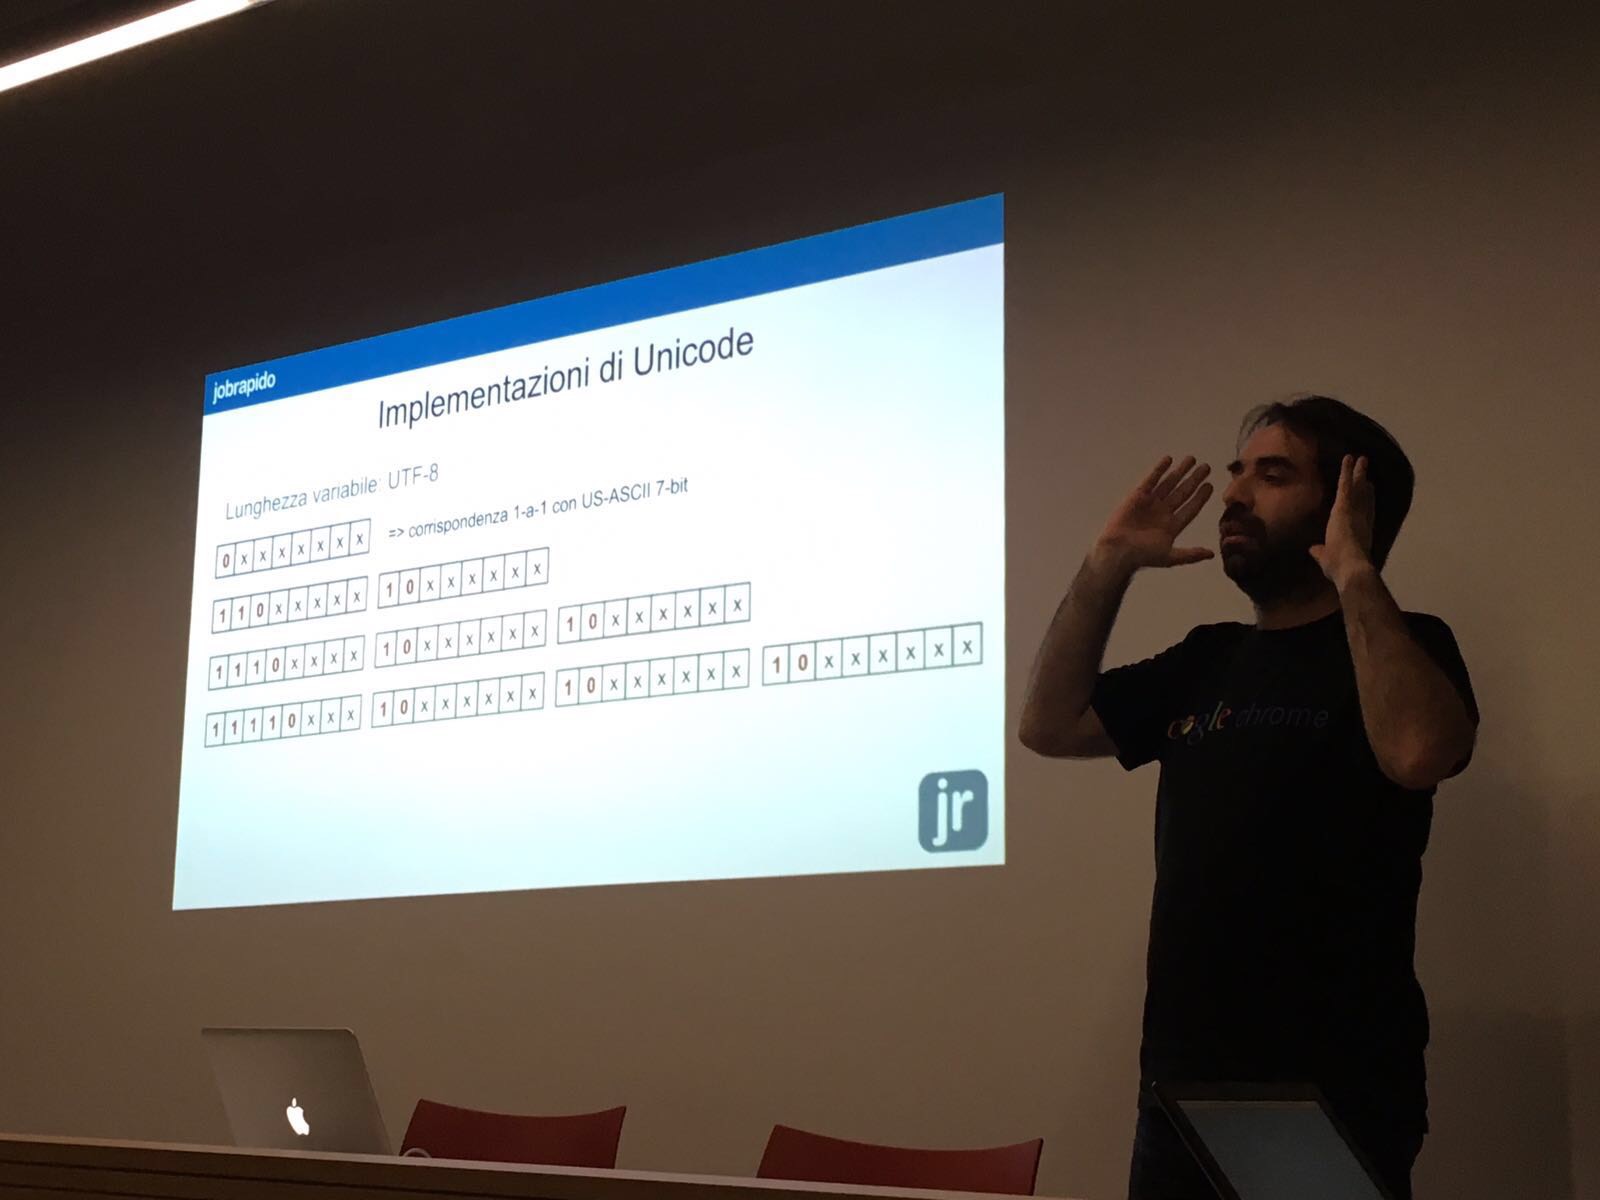 jobrapido
Implementazioni di Unicode
Lunghezza variabile: UTF-8
0 x x x x x x x => corrispondenza 1-a-1 con US-ASCII 7-bit
1 1 0 x x x x x 1 0 x x x x x x
1 1 1 0 x x x x 1 0 x x x x x x 1 0 x x x x x x
1 1 1 1 0 x x x 1 0 x x x x x x 1 0 x x x x x x 1 0 x x x x x x
jr
oogle chrome